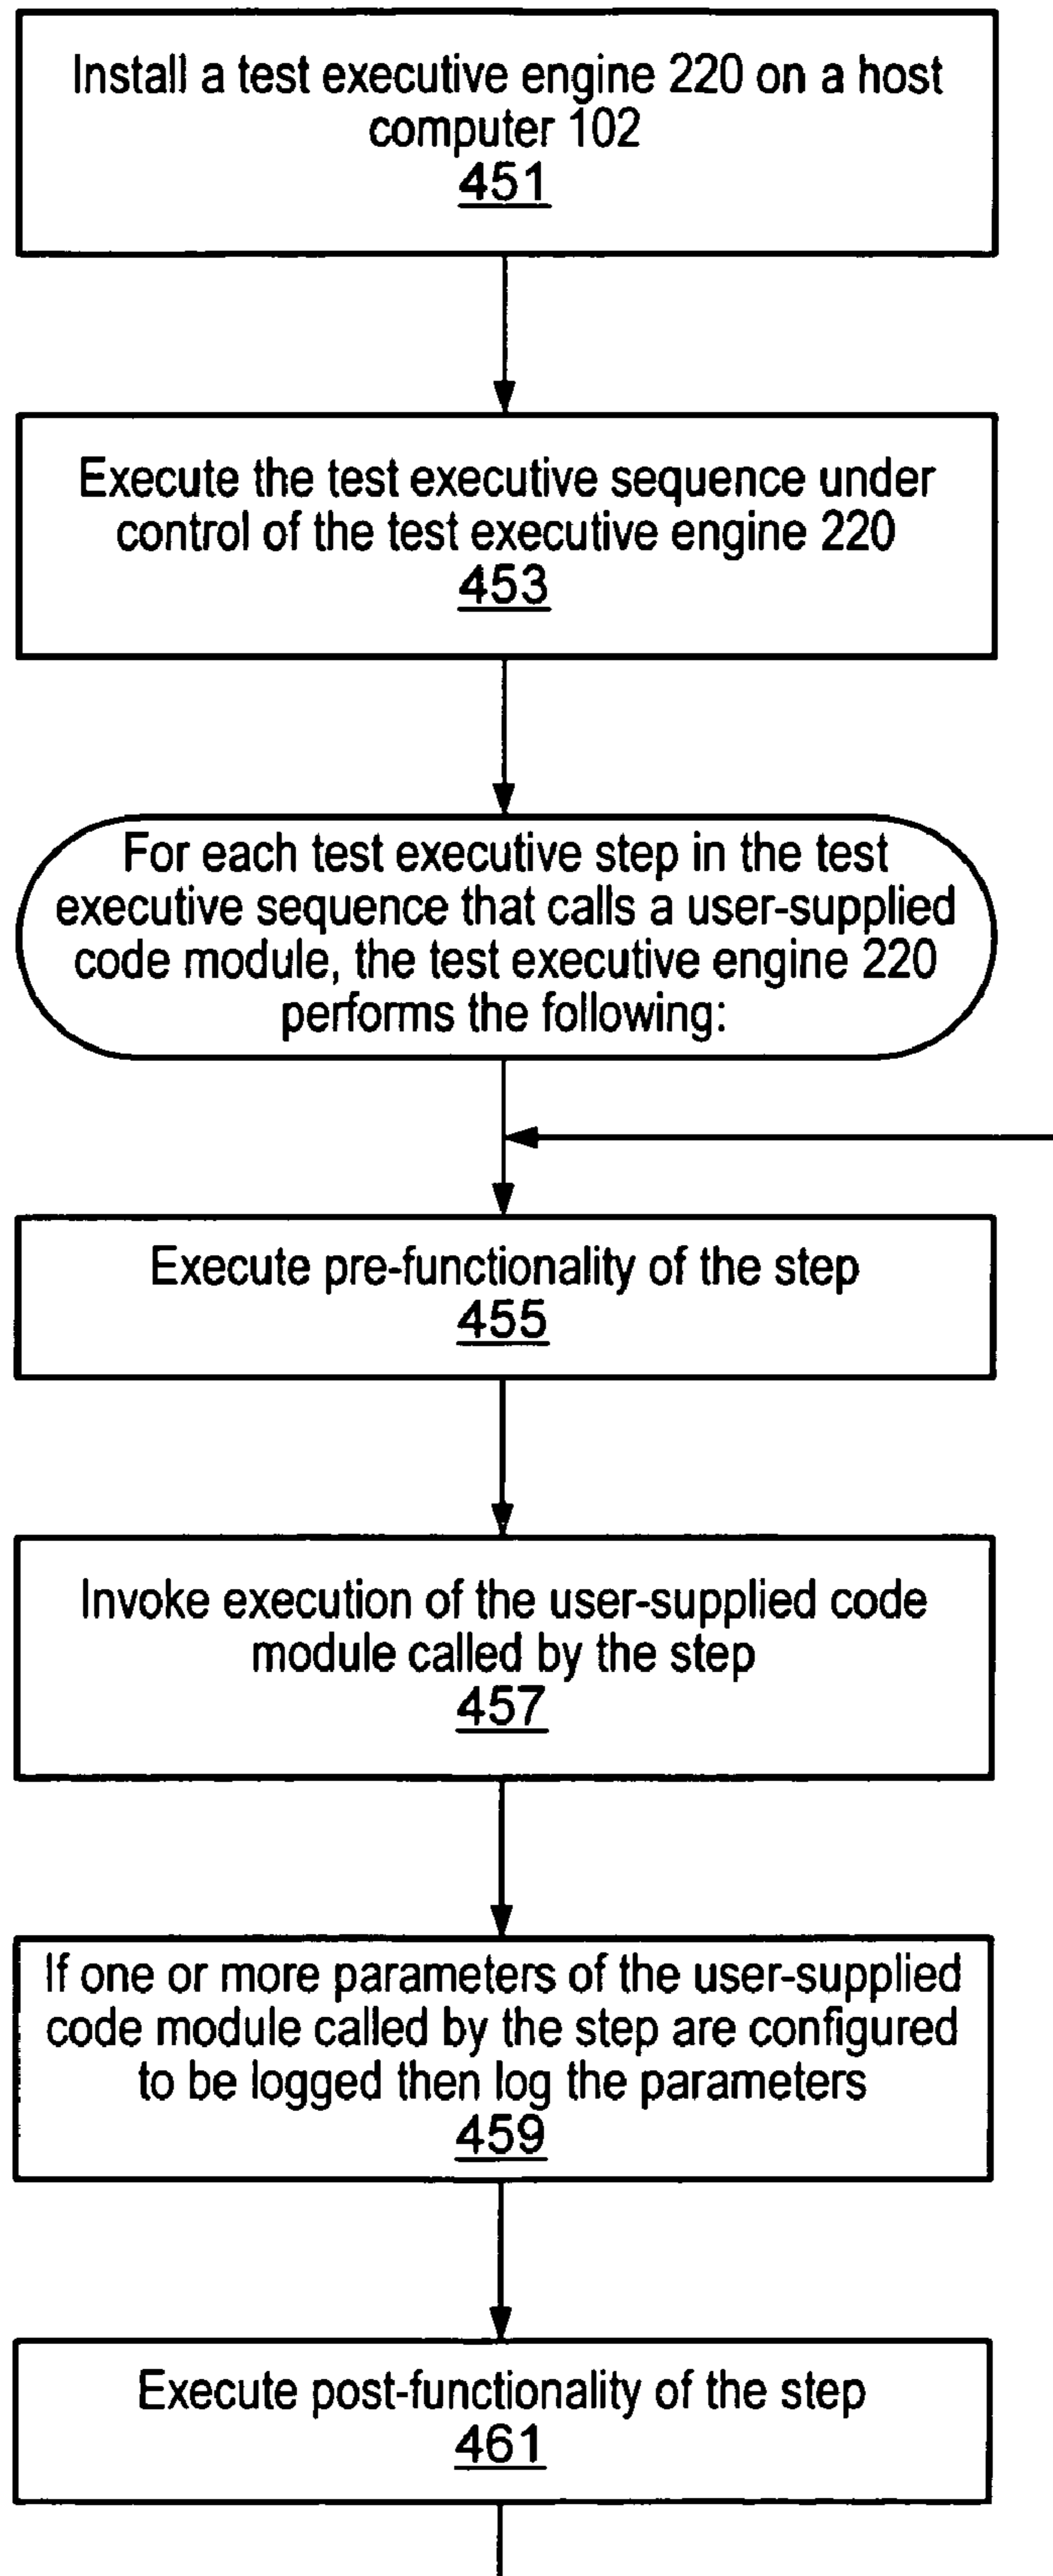 Install a test executive engine 220 on a host
computer 102
451
Execute the test executive sequence under
control of the test executive engine 220
453
For each test executive step in the test
executive sequence that calls a user-supplied
code module, the test executive engine 220
performs the following:
Execute pre-functionality of the step
455
Invoke execution of the user-supplied code
module called by the step
457
If one or more parameters of the user-supplied
code module called by the step are configured
to be logged then log the parameters
459
Execute post-functionality of the step
461